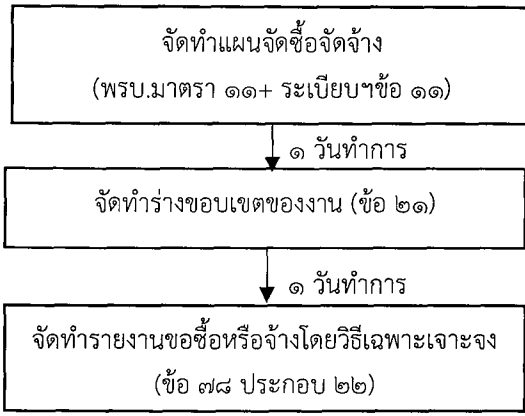 จัดทำแผนจัดซื้อจัดจ้าง
(พรบ.มาตรา ๑๑+ ระเบียบฯข้อ ๑๑)
๑ วันทำการ
จัดทำร่างขอบเขตของงาน (ข้อ ๒๑)
๑ วันทำการ
จัดทำรายงานขอซื้อหรือจ้างโดยวิธีเฉพาะเจาะจง
(ข้อ ๗๘ ประกอบ ๒๒)